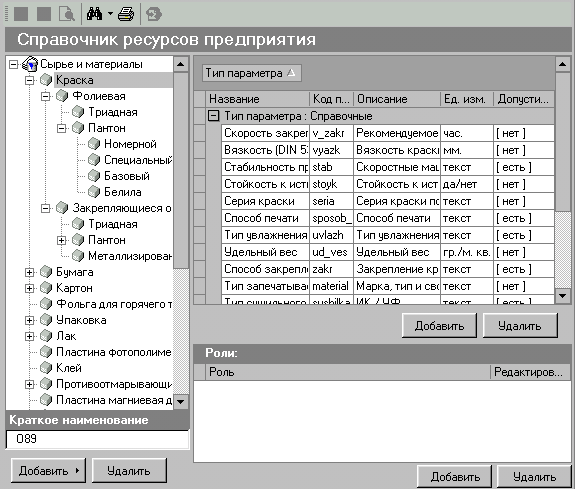 Справочник ресурсов предприятия
Сырье и материалы
Краска
Фолиевая
Триадная
Пантон
Номерной
Специальный
Базовый
Белила
Закрепляющиеся о
Триадная
Пантон
Металлизирован
Бумага
Картон
Фольга для горячего т
Упаковка
Лак
Пластина фотополиме
Клей
Противоотмарывающи
Пластина магниевая д
Краткое наименование
089
Добавить Удалить
Тип параметра
Название Код п... Описание Ед. изм. Допусти...
Тип параметра : Справочные
Скорость закреп v_zakr Рекомендуемое час. [ нет ]
Вязкость (DIN 5: vyazk Вязкость краски мм. [ нет ]
Стабильность пр stab Скоростные маш текст [ есть ]
Стойкость к исти stoyk Стойкость к ист да/нет [ нет ]
Серия краски seria Серия краски по текст [ нет ]
Способ печати sposob_ Способ печати текст [ есть ]
Тип увлажнения uvlazh Тип увлажнения текст [ есть ]
Удельный вес ud_ves Удельный вес гр./м. кв. [ нет ]
Способ закрепле zakr Закрепление кр текст [ есть ]
Тип запечатывае material Марка, тип и сво текст [ нет ]
Тип сушильного sushilka ИК / УФ текст [ есть ]
Добавить Удалить
Роли:
Роль Редактиров...
Добавить Удалить